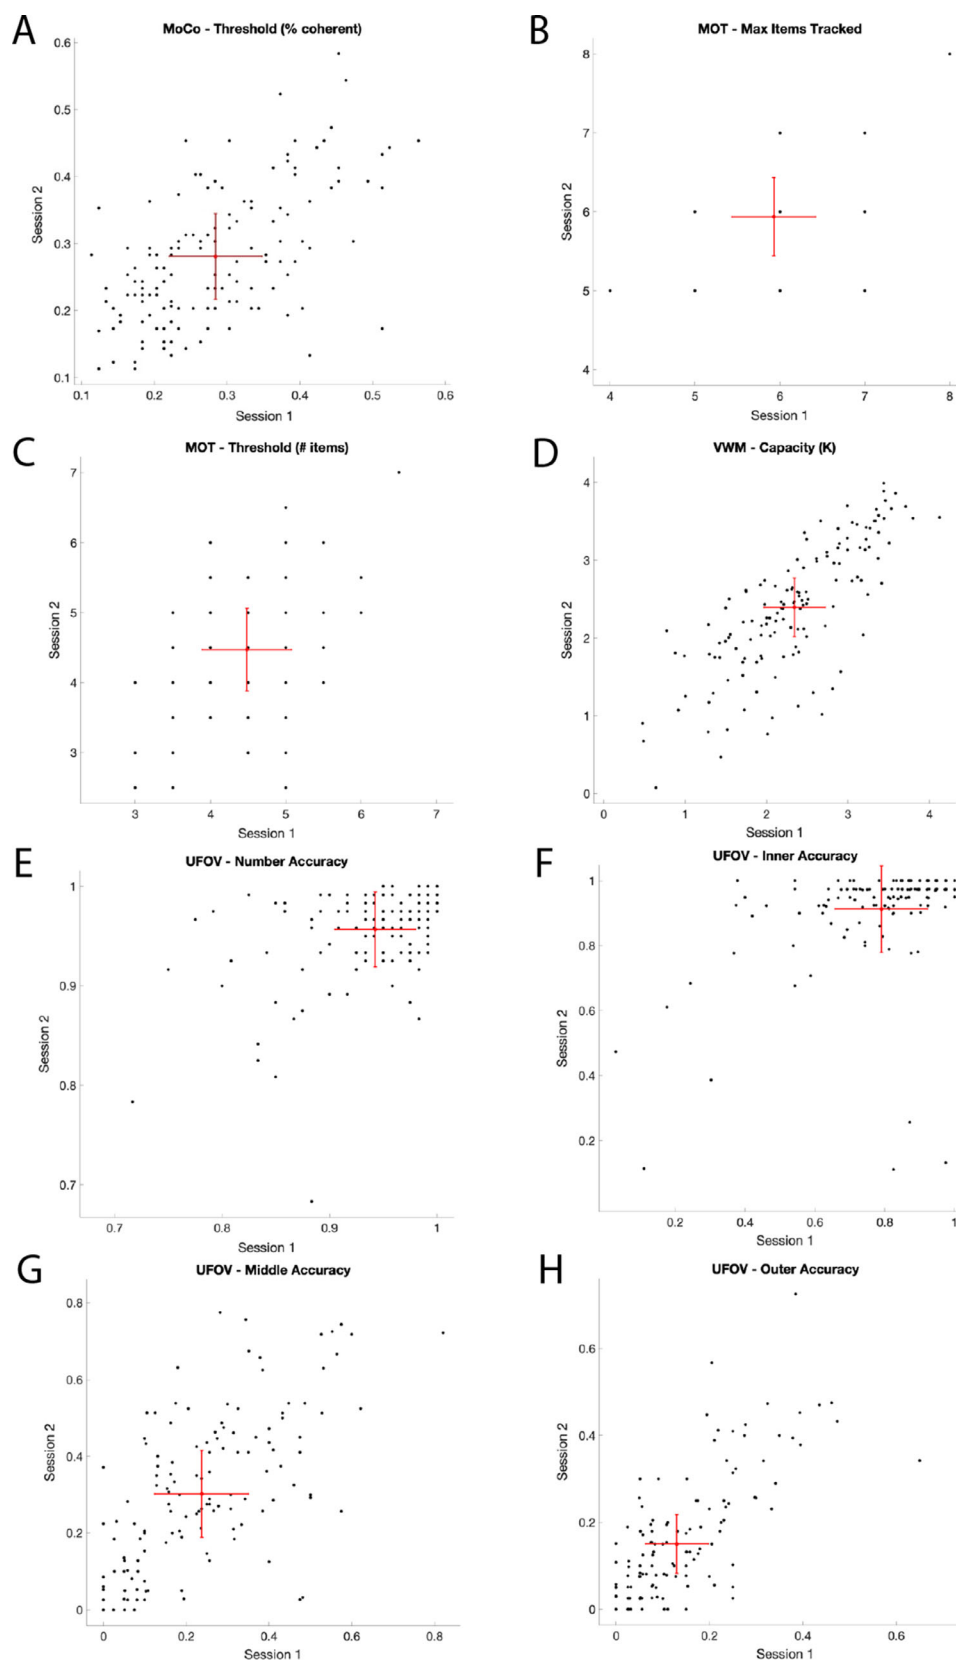 A
MoCo - Threshold (% coherent)
0.6
0.5
0.4
0.3
0.2
0.1
Session 2
0.1 0.2 0.3 0.4 0.5 0.6
Session 1
B
MOT - Max Items Tracked
8
7
6
5
4
Session 2
4 5 6 7 8
Session 1
C
MOT - Threshold (# items)
7
6
5
4
3
Session 2
3 4 5 6 7
Session 1
D
VWM - Capacity (K)
4
3
2
1
0
Session 2
0 1 2 3 4
Session 1
E
UFOV - Number Accuracy
1
0.9
0.8
0.7
Session 2
0.7 0.8 0.9 1
Session 1
F
UFOV - Inner Accuracy
1
0.8
0.6
0.4
0.2
Session 2
0.2 0.4 0.6 0.8 1
Session 1
G
UFOV - Middle Accuracy
0.8
0.6
0.4
0.2
0
Session 2
0 0.2 0.4 0.6 0.8
Session 1
H
UFOV - Outer Accuracy
0.6
0.4
0.2
0
Session 2
0 0.2 0.4 0.6
Session 1